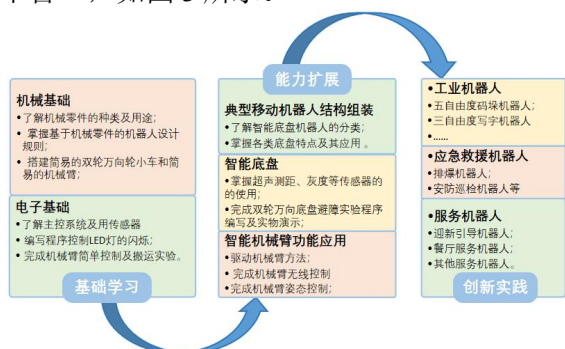 机械基础
•了解机械零件的种类及用途;
• 掌握基于机械零件的机器人设计
规则;
•搭建简易的双轮万向轮小车和简
易的机械臂;
电子基础
•了解主控系统及用传感器
• 编写程序控制LED灯的闪烁;
• 完成机械臂简单控制及搬运实验。
基础学习
能力扩展
典型移动机器人结构组装
•了解智能底盘机器人的分类;
•掌握各类底盘特点及其应用 。
智能底盘
•掌握超声测距、灰度等传感器的
的使用;
•完成双轮万向底盘避障实验程序
编写及实物演示。
智能机械臂功能应用
•驱动机械臂方法;
• 完成机械臂无线控制
•完成机械臂姿态控制;
•工业机器人
•五自由度码垛机器人;
•三自由度写字机器人
•......
•应急救援机器人
•排爆机器人;
•安防巡检机器人等
•服务机器人
•迎新引导机器人;
•餐厅服务机器人;
•其他服务机器人。
创新实践